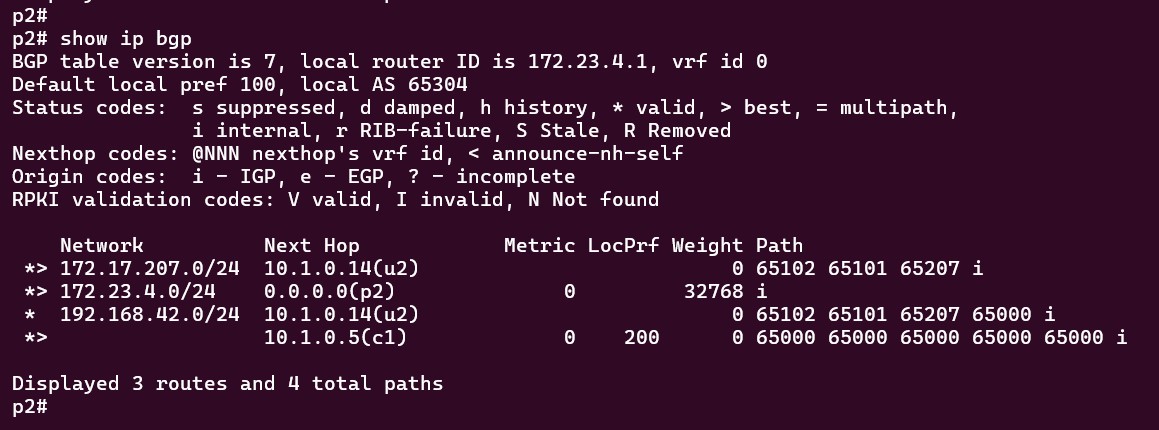 p2#
p2# show ip bgp
BGP table version is 7, local router ID is 172.23.4.1, vrf id 0
Default local pref 100, local AS 65304
Status codes:  s suppressed, d damped, h history, * valid, > best, = multipath,
               i internal, r RIB-failure, S Stale, R Removed
Nexthop codes: @NNN nexthop's vrf id, < announce-nh-self
Origin codes:  i - IGP, e - EGP, ? - incomplete
RPKI validation codes: V valid, I invalid, N Not found

    Network          Next Hop            Metric LocPrf Weight Path
 *> 172.17.207.0/24  10.1.0.14(u2)                          0 65102 65101 65207 i
 *> 172.23.4.0/24    0.0.0.0(p2)              0         32768 i
 *  192.168.42.0/24  10.1.0.14(u2)                          0 65102 65101 65207 65000 i
 *>                  10.1.0.5(c1)             0    200      0 65000 65000 65000 65000 65000 i

Displayed 3 routes and 4 total paths
p2#